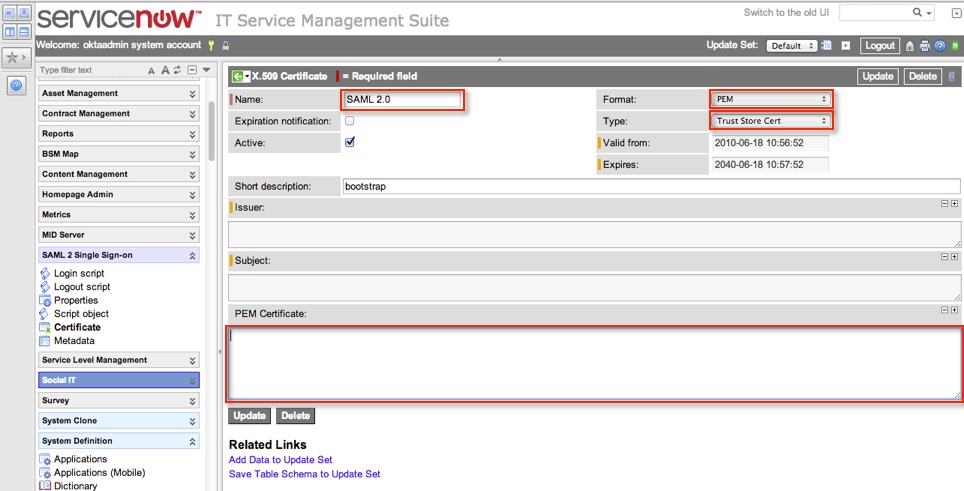 servicenow™ IT Service Management Suite
Switch to the old UI
Welcome: oktaadmin system account
Update Set:
Default
Logout
Type filter text
A A
Asset Management
Contract Management
Reports
BSM Map
Content Management
Homepage Admin
Metrics
MID Server
SAML 2 Single Sign-on
Login script
Logout script
Properties
Script object
Certificate
Metadata
Service Level Management
Social IT
Survey
System Clone
System Definition
Applications
Applications (Mobile)
Dictionary
X.509 Certificate
= Required field
Update
Delete
Name:
SAML 2.0
Format:
PEM
Expiration notification:
Type:
Trust Store Cert
Active:
Valid from:
2010-06-18 10:56:52
Expires:
2040-06-18 10:57:52
Short description:
bootstrap
Issuer:
Subject:
PEM Certificate:
Update
Delete
Related Links
Add Data to Update Set
Save Table Schema to Update Set